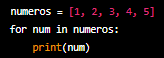 numeros = [1, 2, 3, 4, 5]
for num in numeros:
    print(num)